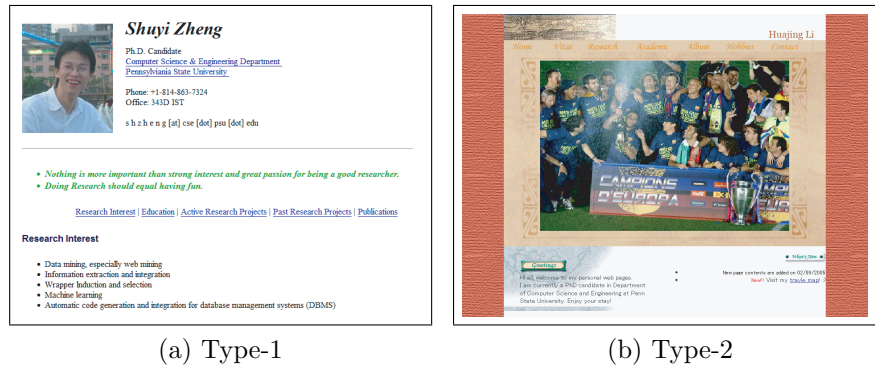 Shuyi Zheng
Ph.D. Candidate
Computer Science & Engineering Department
Pennsylviania State University
Phone: +1-814-863-7324
Office: 343D IST
s h z h e n g [at] cse [dot] psu [dot] edu
• Nothing is more important than strong interest and great passion for being a good researcher.
• Doing Research should equal having fun.
Research Interest | Education | Active Research Projects | Past Research Projects | Publications
Research Interest
• Data mining, especially web mining
• Information extraction and integration
• Wrapper Induction and selection
• Machine learning
• Automatic code generation and integration for database management systems (DBMS)
(a) Type-1
Huajing Li
Home Vitae Research Academic Album Hobbies Contact
CAMPIONS
D'EUROPA
What's New
Greetings
Hi all, welcome to my personal web pages.
I am currently a PhD candidate in Department
of Computer Science and Engineering at Penn
State University. Enjoy your stay!
• New page contents are added on 02/09/2005
• New!! Visit my travle map! :)
(b) Type-2